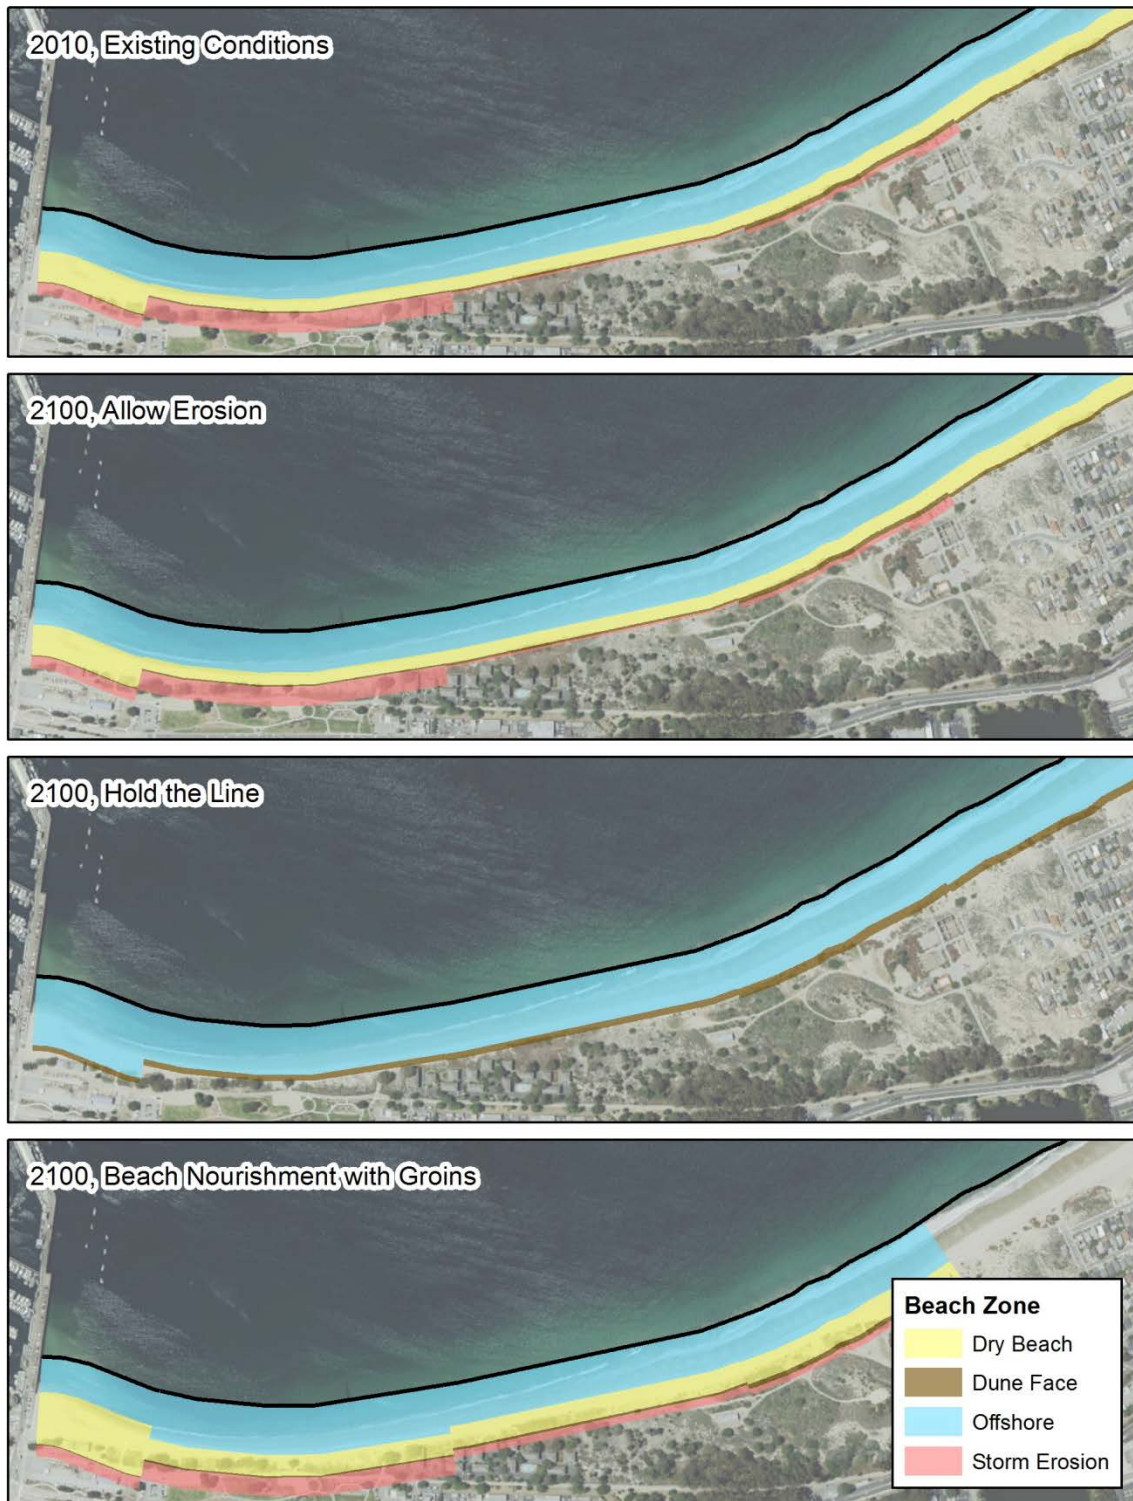 2010, Existing Conditions
2100, Allow Erosion
2100, Hold the Line
2100, Beach Nourishment with Groins
Beach Zone
Dry Beach
Dune Face
Offshore
Storm Erosion